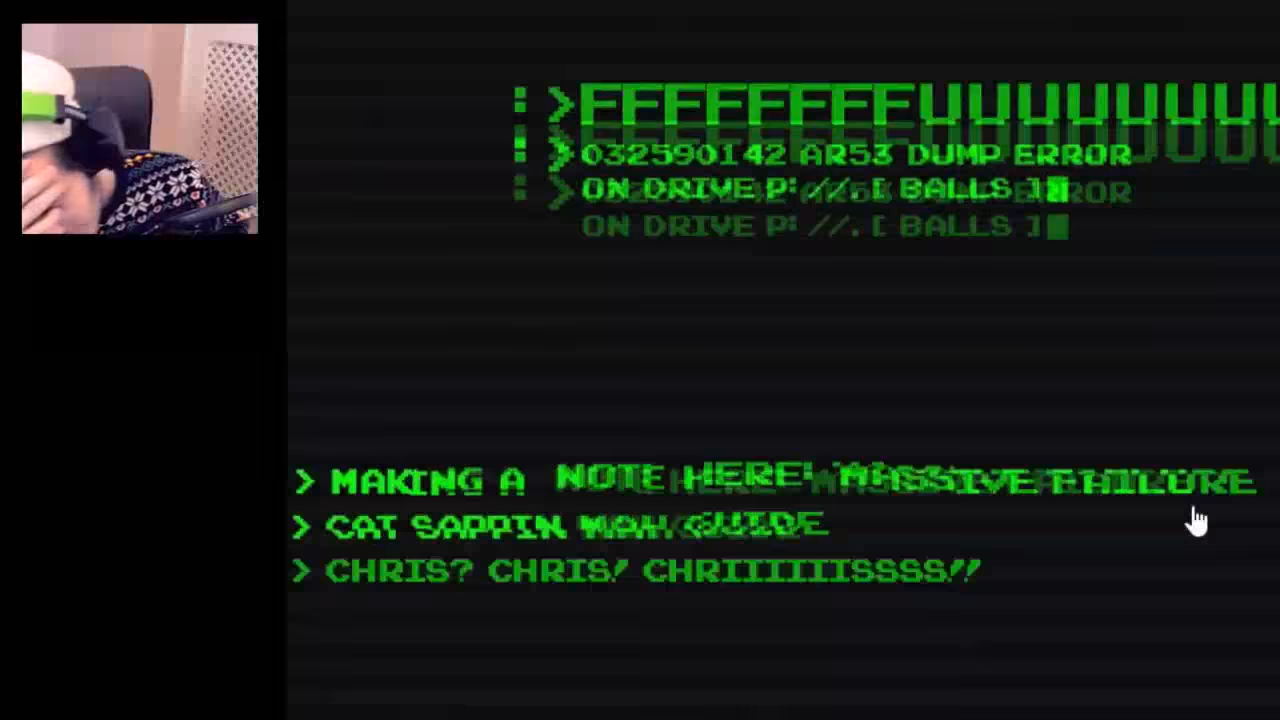 : >FFFFFFFFUUUUUUUU
: >032590142 AR53 DUMP ERROR
ON DRIVE P: //. [ BALLS ]
> MAKING A NOTE HERE: MASSIVE FAILURE
> CAT SAPPIN MAH GUIDE
> CHRIS? CHRIS! CHRIIIIIISSSS!!